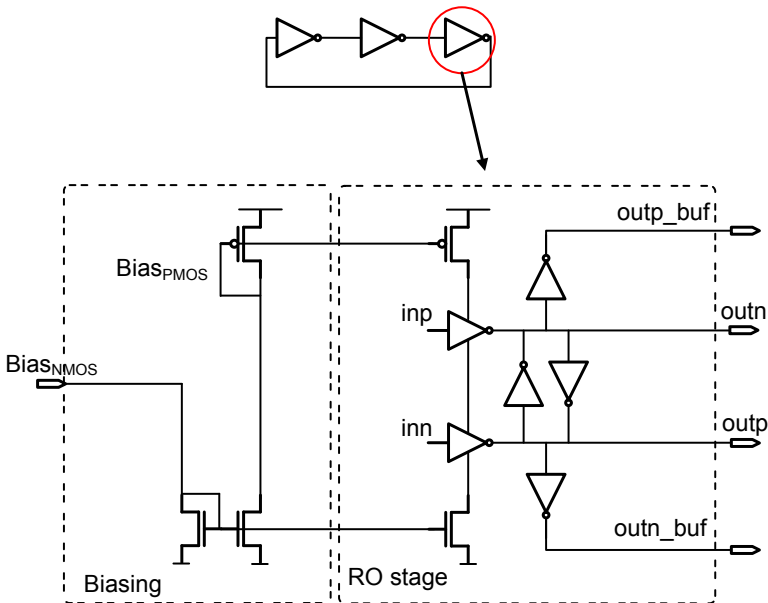 outp_buf
Bias_PMOS
inp
outn
Bias_NMOS
inn
outp
outn_buf
Biasing
RO stage